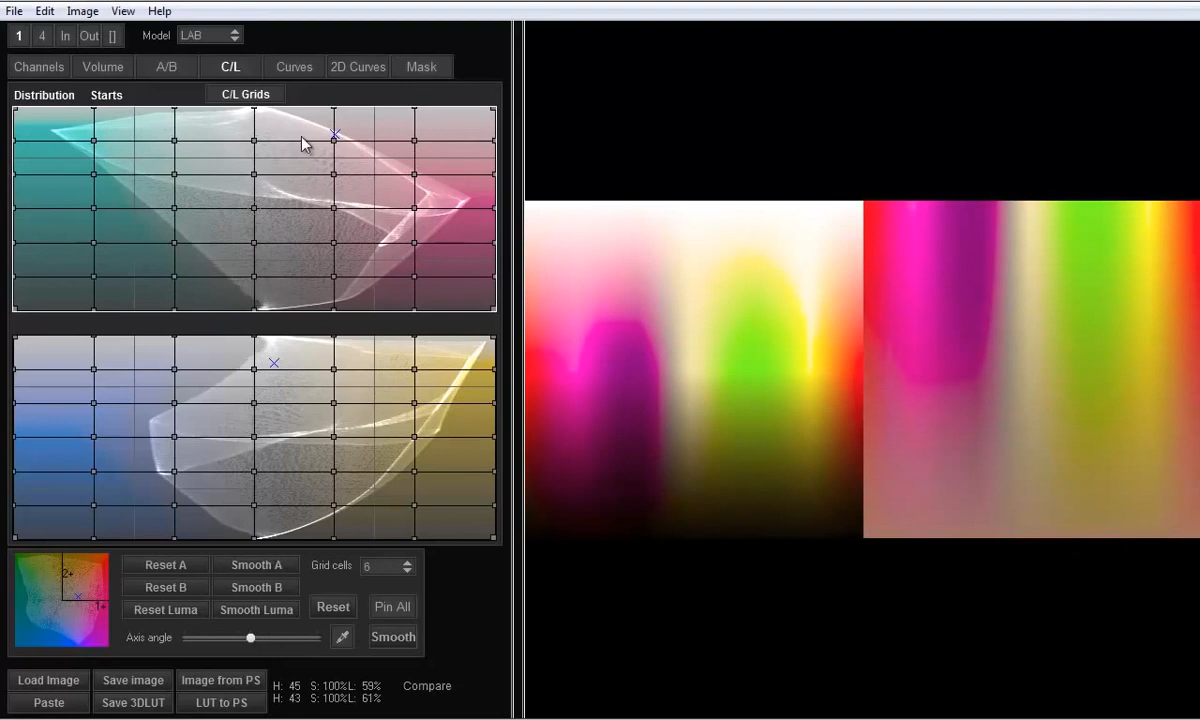 File Edit Image View Help
1 4 In Out [] Model LAB
Channels Volume A/B C/L Curves 2D Curves Mask
Distribution Starts C/L Grids
2+
1+
Reset A Smooth A Grid cells 6
Reset B Smooth B
Reset Luma Smooth Luma Reset Pin All
Axis angle Smooth
Load Image Save image Image from PS H: 45 S: 100%L: 59% Compare
Paste Save 3DLUT LUT to PS H: 43 S: 100%L: 61%